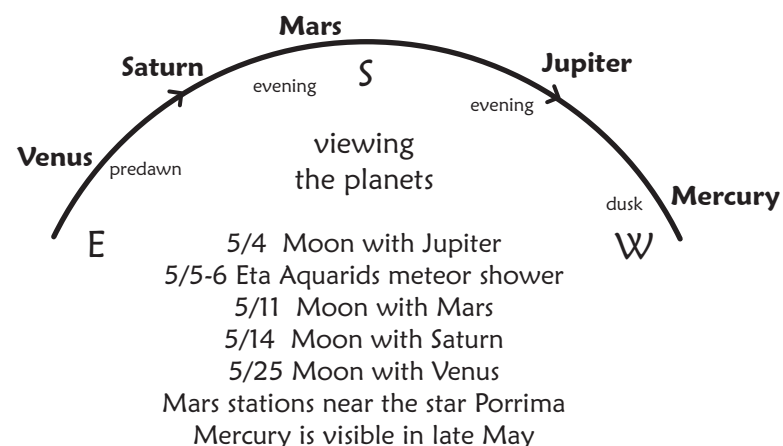 Mars
Saturn
Jupiter
evening
S
evening
viewing
the planets
Venus
predawn
dusk
Mercury
E
W
5/4 Moon with Jupiter
5/5-6 Eta Aquarids meteor shower
5/11 Moon with Mars
5/14 Moon with Saturn
5/25 Moon with Venus
Mars stations near the star Porrima
Mercury is visible in late May